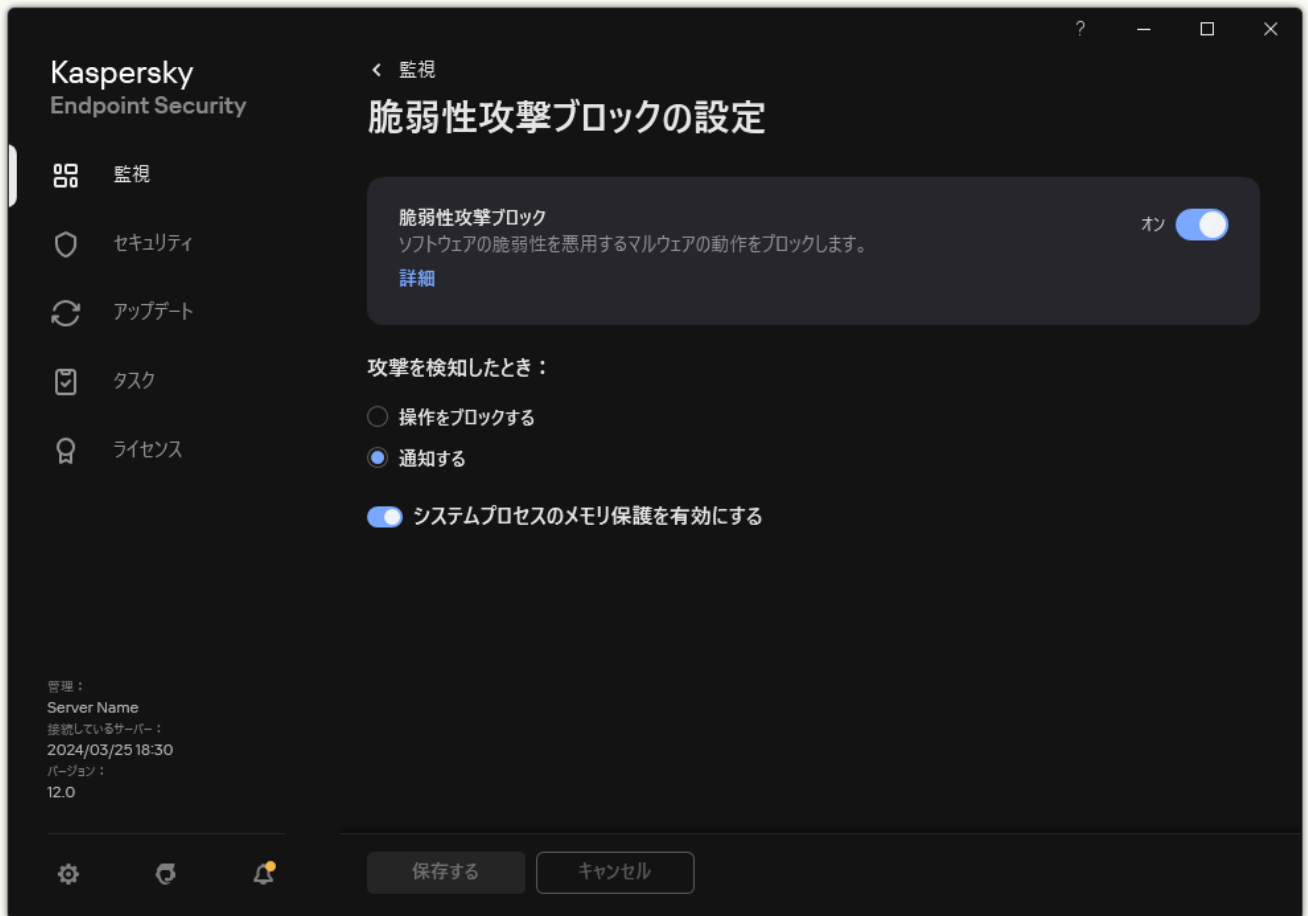 ?
Kaspersky
Endpoint Security
監視
セキュリティ
アップデート
タスク
ライセンス
管理：
Server Name
接続しているサーバー：
2024/03/25 18:30
バージョン：
12.0
監視
脆弱性攻撃ブロックの設定
脆弱性攻撃ブロック
ソフトウェアの脆弱性を悪用するマルウェアの動作をブロックします。
詳細
オン
攻撃を検知したとき：
操作をブロックする
通知する
システムプロセスのメモリ保護を有効にする
保存する
キャンセル